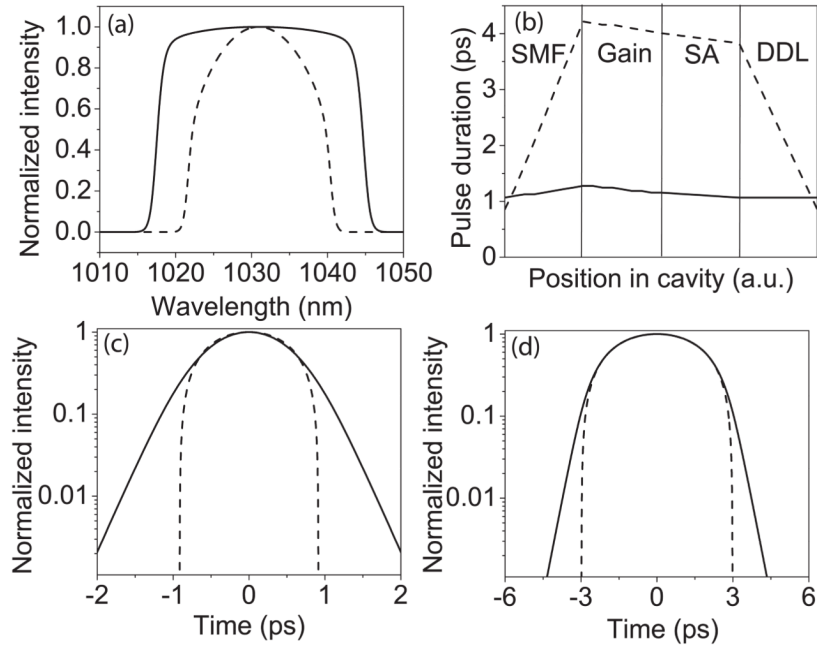 (a)
Normalized intensity
1.0
0.8
0.6
0.4
0.2
0.0
1010 1020 1030 1040 1050
Wavelength (nm)
(b)
SMF Gain SA DDL
Pulse duration (ps)
4
3
2
1
0
Position in cavity (a.u.)
(c)
Normalized intensity
1
0.1
0.01
-2 -1 0 1 2
Time (ps)
(d)
Normalized intensity
1
0.1
0.01
-6 -3 0 3 6
Time (ps)